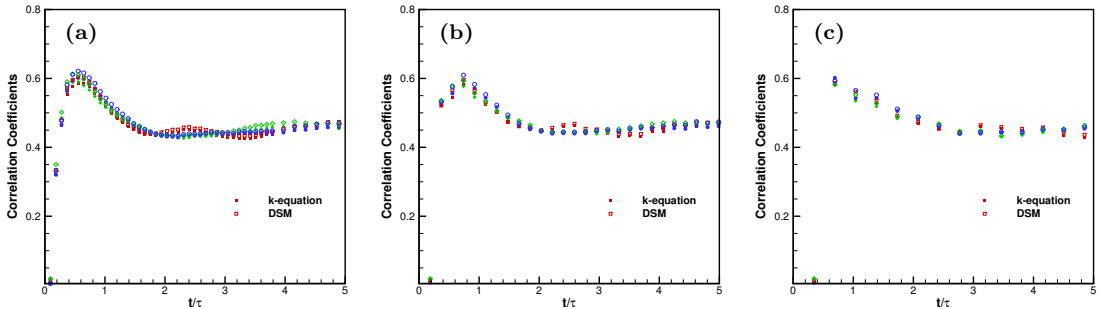 (a)
Correlation Coefficients
0.8
0.6
0.4
0.2
k-equation
DSM
0 1 2 3 4 5
t/τ
(b)
Correlation Coefficients
0.8
0.6
0.4
0.2
k-equation
DSM
0 1 2 3 4 5
t/τ
(c)
Correlation Coefficients
0.8
0.6
0.4
0.2
k-equation
DSM
0 1 2 3 4 5
t/τ